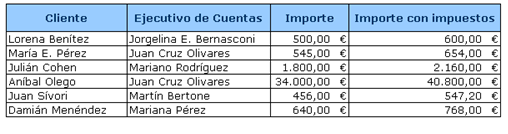 Cliente Ejecutivo de Cuentas Importe Importe con impuestos
Lorena Benítez Jorgelina E. Bernasconi 500,00 € 600,00 €
María E. Pérez Juan Cruz Olivares 545,00 € 654,00 €
Julián Cohen Mariano Rodríguez 1.800,00 € 2.160,00 €
Aníbal Olego Juan Cruz Olivares 34.000,00 € 40.800,00 €
Juan Sívori Martín Bertone 456,00 € 547,20 €
Damián Menéndez Mariana Pérez 640,00 € 768,00 €